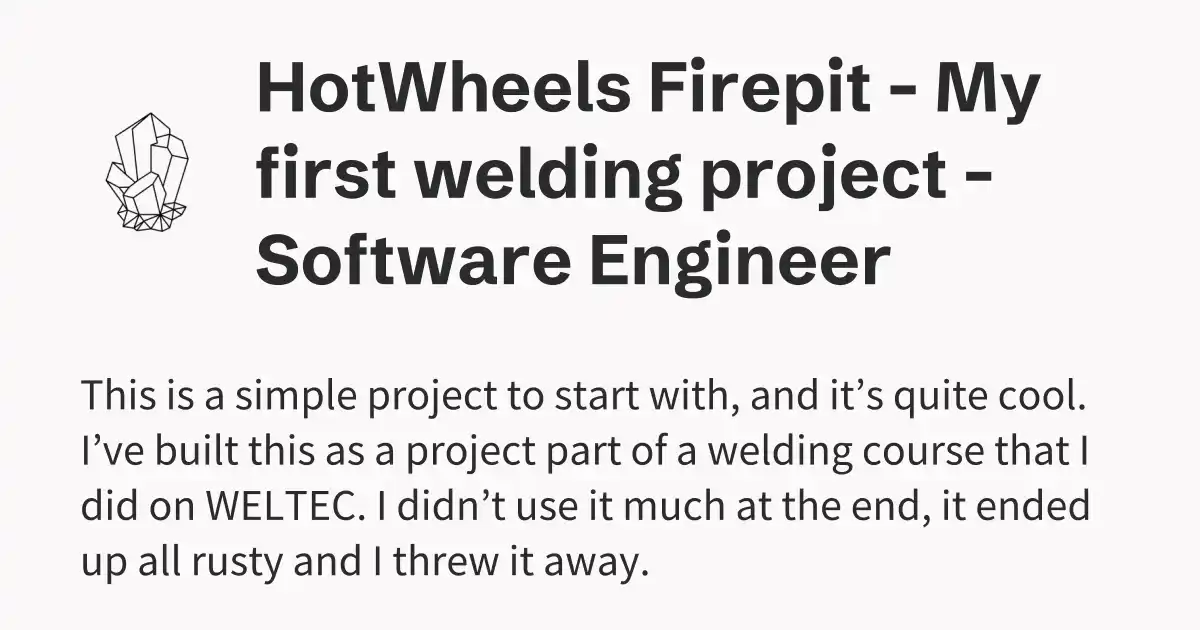 HotWheels Firepit - My
first welding project -
Software Engineer
This is a simple project to start with, and it’s quite cool.
I’ve built this as a project part of a welding course that I
did on WELTEC. I didn’t use it much at the end, it ended
up all rusty and I threw it away.